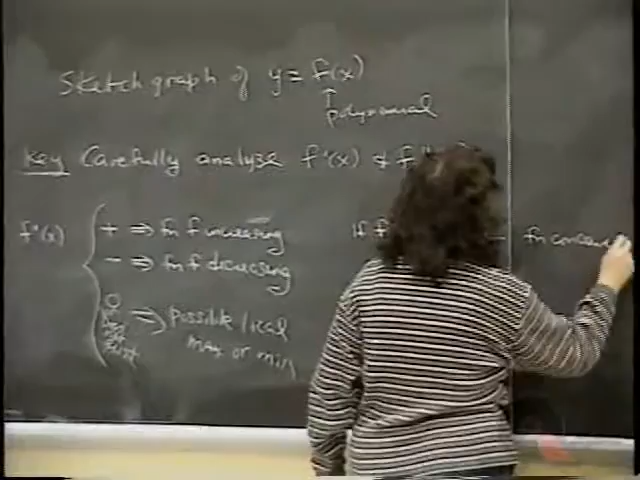 Sketch graph of y = f(x)
↑
polynomial
Key Carefully analyze f'(x) & f"
f'(x) { + ⇒ fn f increasing
− ⇒ fn f decreasing
0 ⇒ possible local
max or min
If f
fn concave